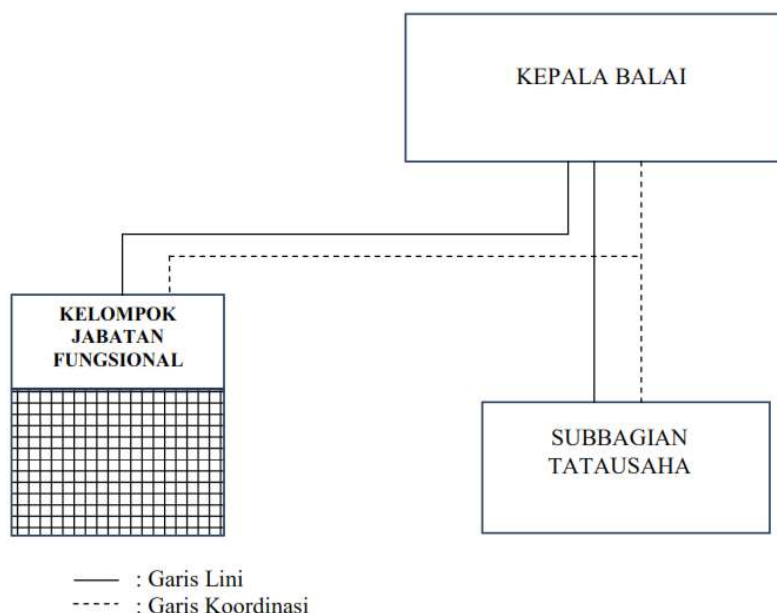 KEPALA BALAI
KELOMPOK
JABATAN
FUNGSIONAL
SUBBAGIAN
TATAUSAHA
: Garis Lini
: Garis Koordinasi